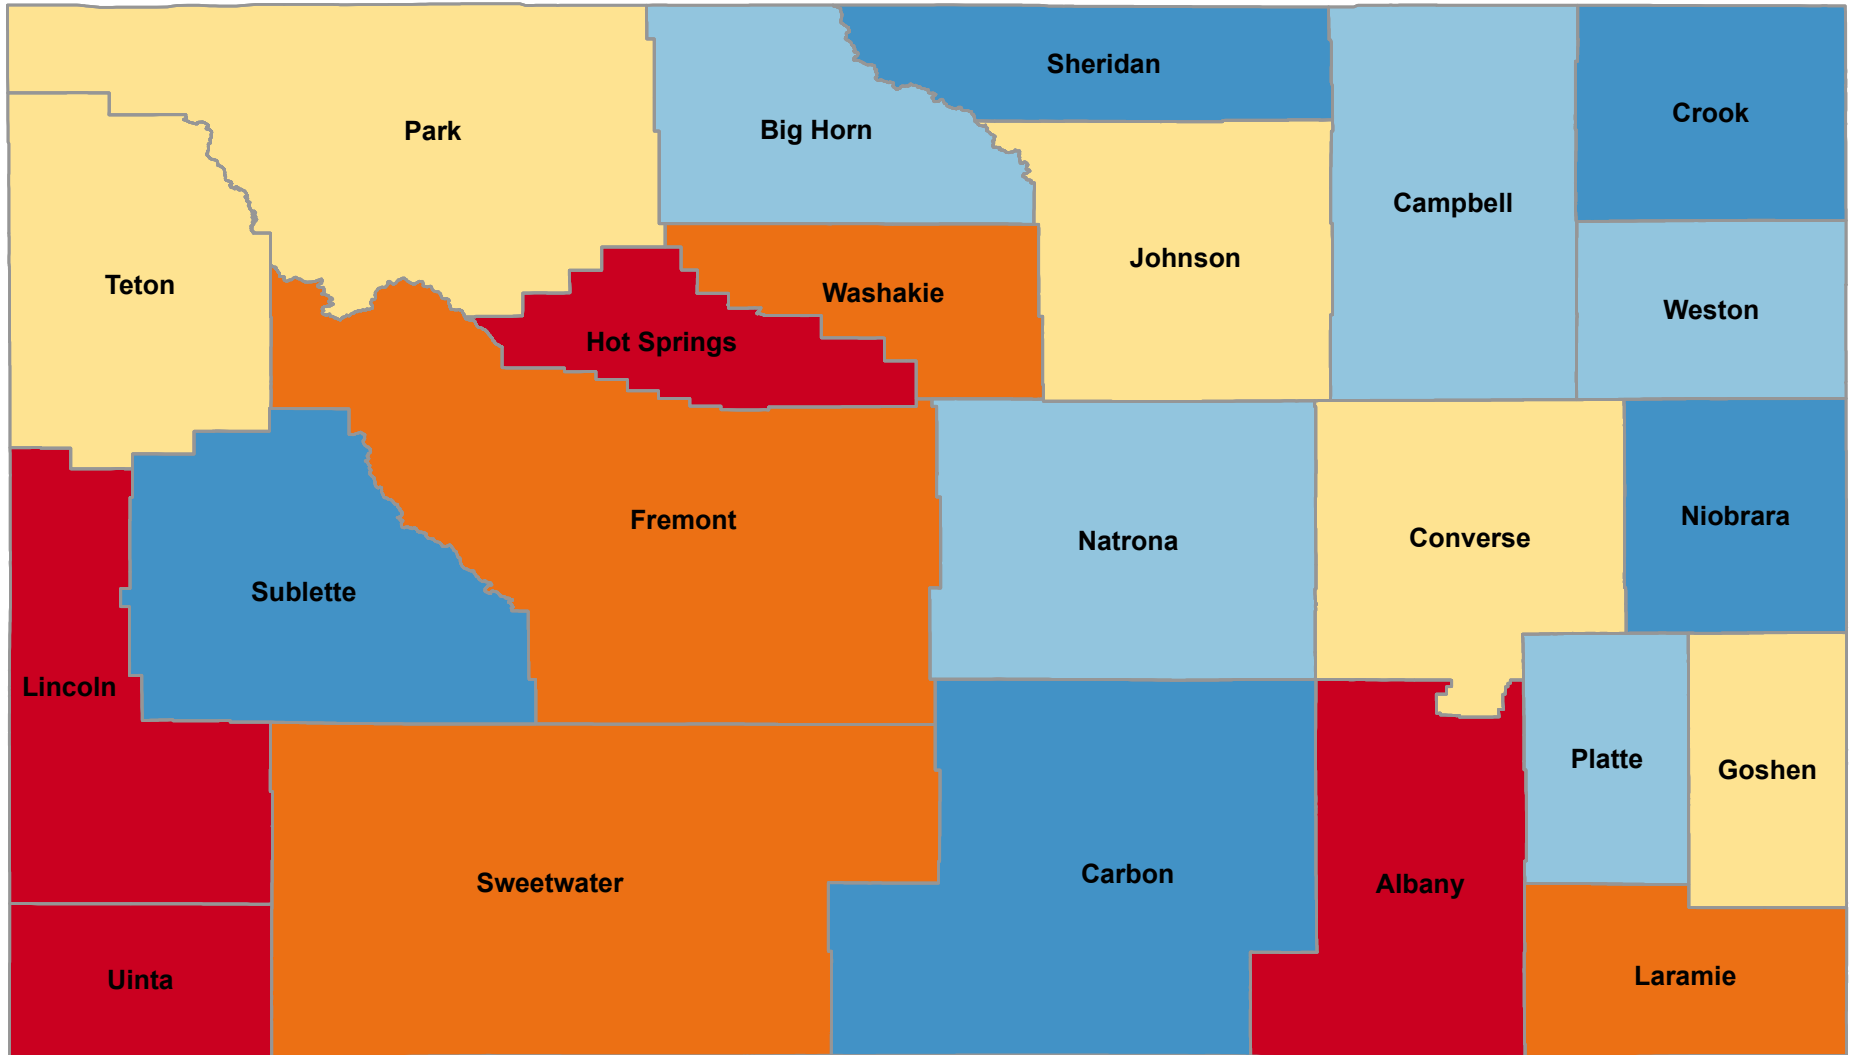 Sheridan
Crook
Park
Big Horn
Campbell
Johnson
Teton
Washakie
Weston
Hot Springs
Fremont
Niobrara
Converse
Natrona
Sublette
Lincoln
Platte
Goshen
Carbon
Sweetwater
Albany
Laramie
Uinta